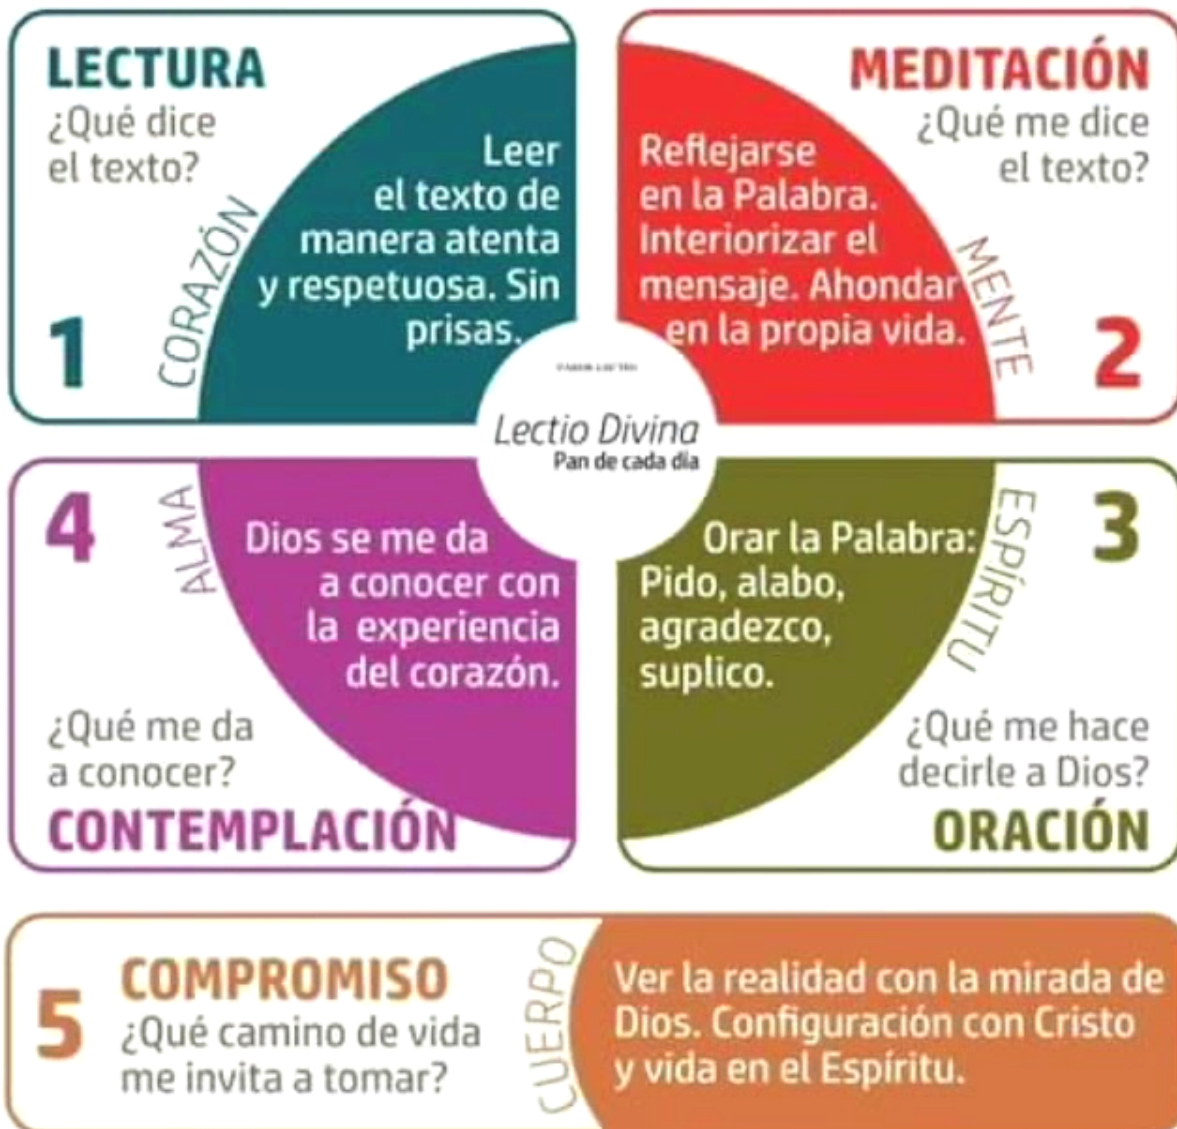 LECTURA
¿Qué dice
el texto?
1
CORAZÓN
Leer
el texto de
manera atenta
y respetuosa. Sin
prisas.
MEDITACIÓN
¿Qué me dice
el texto?
2
MENTE
Reflejarse
en la Palabra.
Interiorizar el
mensaje. Ahondar
en la propia vida.
Lectio Divina
Pan de cada día
3
ESPÍRITU
Orar la Palabra:
Pido, alabo,
agradezco,
suplico.
¿Qué me hace
decirle a Dios?
ORACIÓN
4
ALMA
Dios se me da
a conocer con
la experiencia
del corazón.
¿Qué me da
a conocer?
CONTEMPLACIÓN
5
COMPROMISO
¿Qué camino de vida
me invita a tomar?
CUERPO
Ver la realidad con la mirada de
Dios. Configuración con Cristo
y vida en el Espíritu.